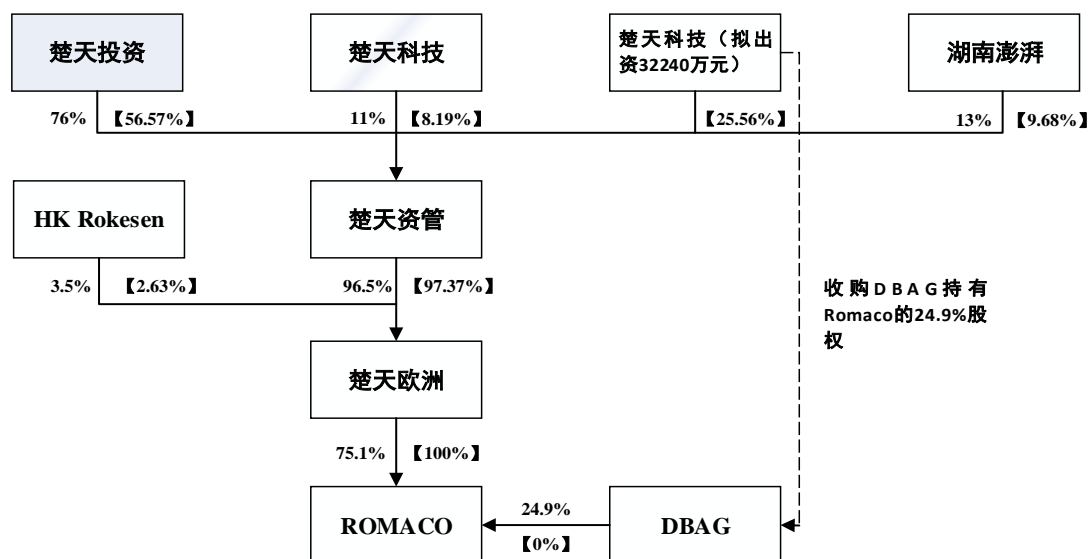 楚天投资
楚天科技
楚天科技（拟出
资32240万元）
湖南澎湃
76% 【56.57%】
11% 【8.19%】
【25.56%】
13% 【9.68%】
HK Rokesen
楚天资管
3.5% 【2.63%】
96.5% 【97.37%】
收购DBAG持有
Romaco的24.9%股
权
楚天欧洲
75.1% 【100%】
ROMACO
24.9%
【0%】
DBAG